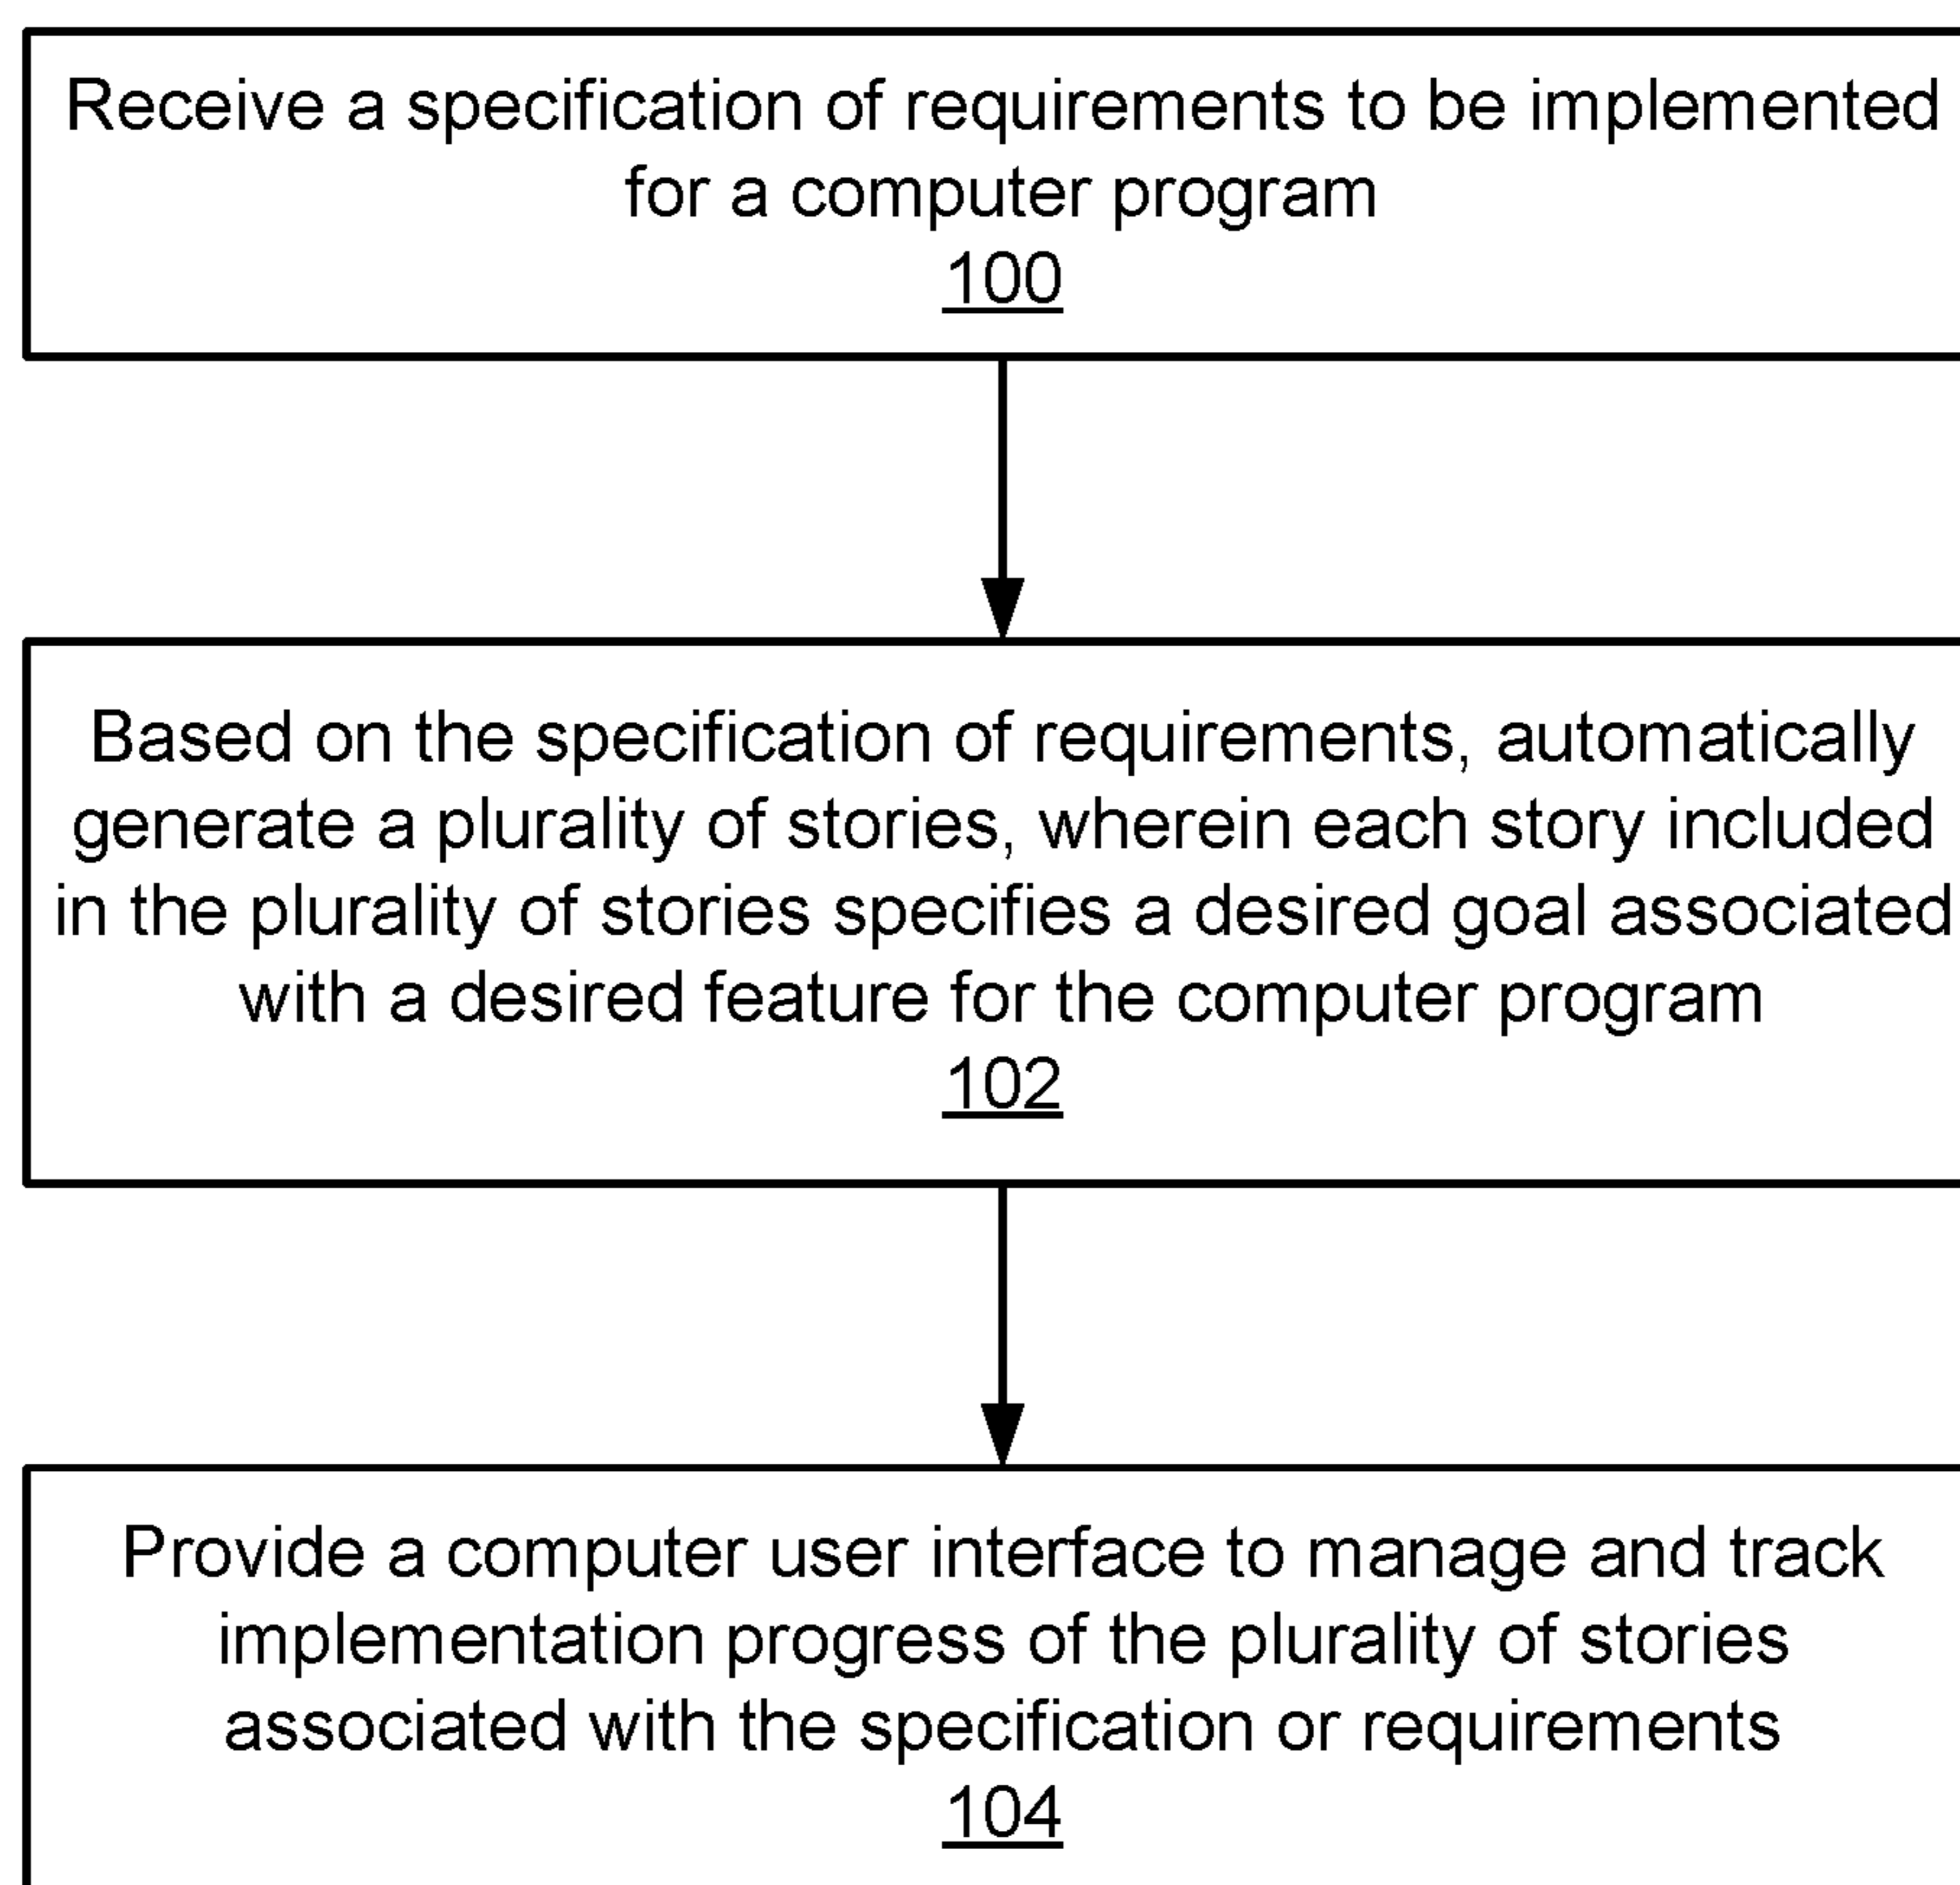 Receive a specification of requirements to be implemented
for a computer program
100
Based on the specification of requirements, automatically
generate a plurality of stories, wherein each story included
in the plurality of stories specifies a desired goal associated
with a desired feature for the computer program
102
Provide a computer user interface to manage and track
implementation progress of the plurality of stories
associated with the specification or requirements
104